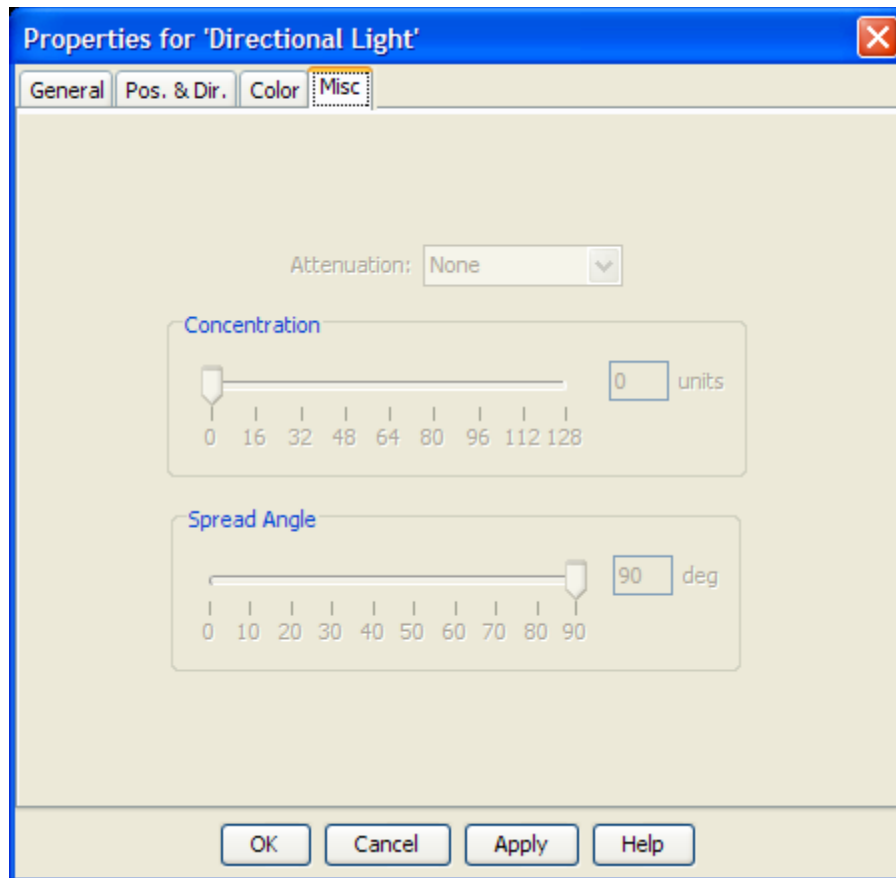 Properties for 'Directional Light'
General Pos. & Dir. Color Misc
Attenuation: None
Concentration
0 units
0 16 32 48 64 80 96 112 128
Spread Angle
90 deg
0 10 20 30 40 50 60 70 80 90
OK Cancel Apply Help